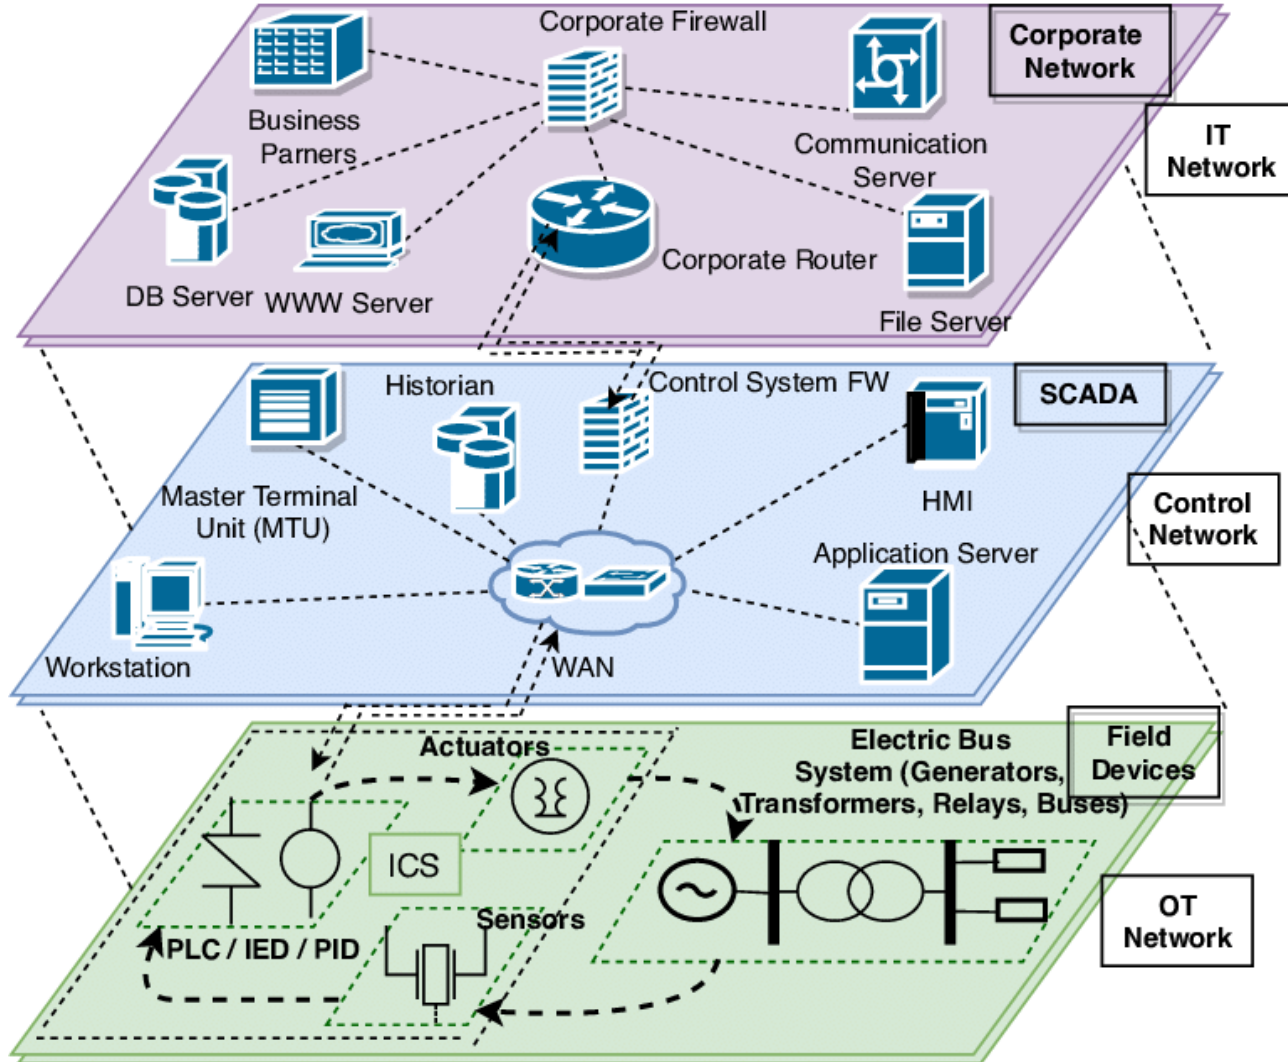 Corporate Firewall
Corporate
Network
IT
Network
Business
Parners
Communication
Server
DB Server
WWW Server
Corporate Router
File Server
Historian
Control System FW
SCADA
Master Terminal
Unit (MTU)
HMI
Control
Network
Application Server
Workstation
WAN
Actuators
Electric Bus
System (Generators,
Transformers, Relays, Buses)
Field
Devices
ICS
Sensors
PLC / IED / PID
OT
Network